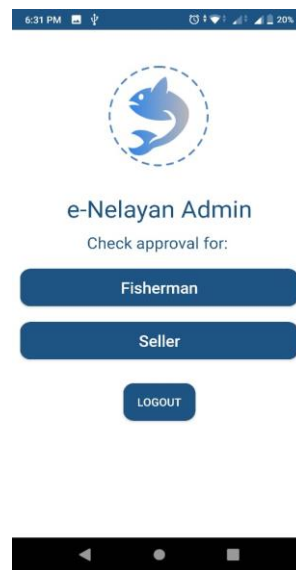 6:31 PM 20%
e-Nelayan Admin
Check approval for:
Fisherman
Seller
LOGOUT